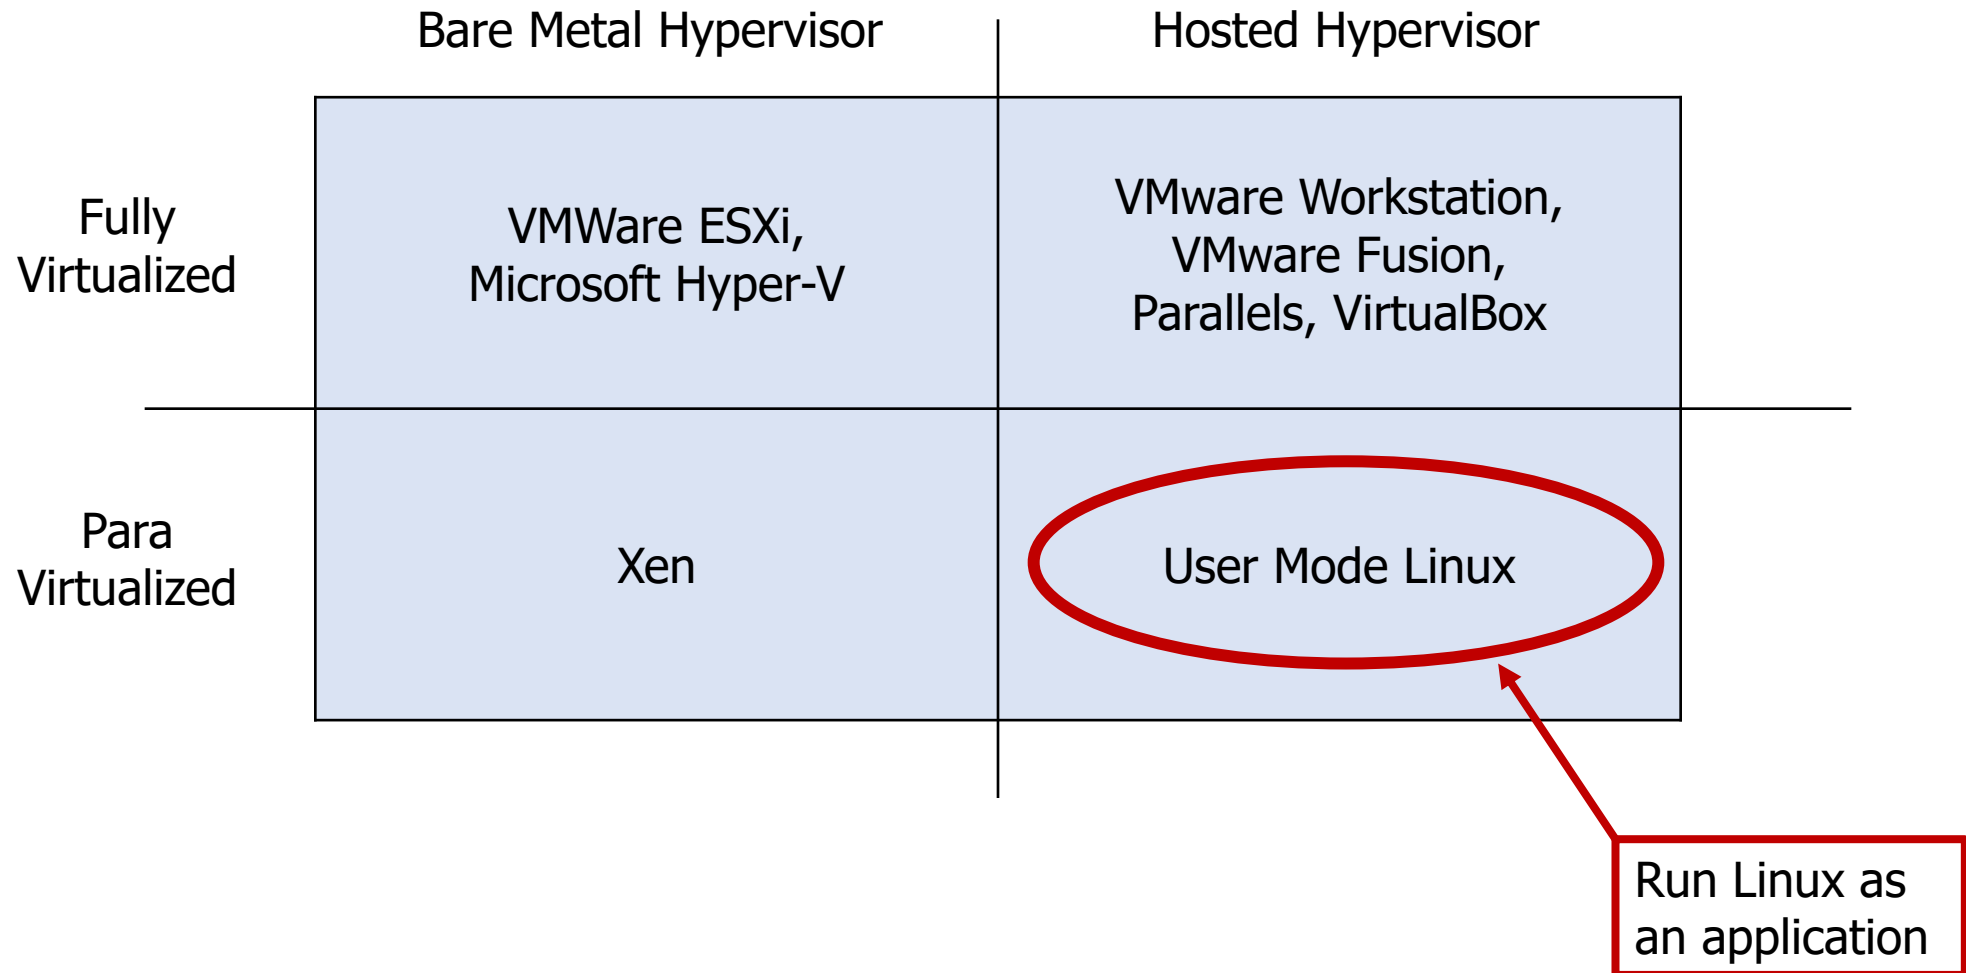 Bare Metal Hypervisor
Hosted Hypervisor
Fully
Virtualized
VMWare ESXi,
Microsoft Hyper-V
VMware Workstation,
VMware Fusion,
Parallels, VirtualBox
Para
Virtualized
Xen
User Mode Linux
Run Linux as
an application